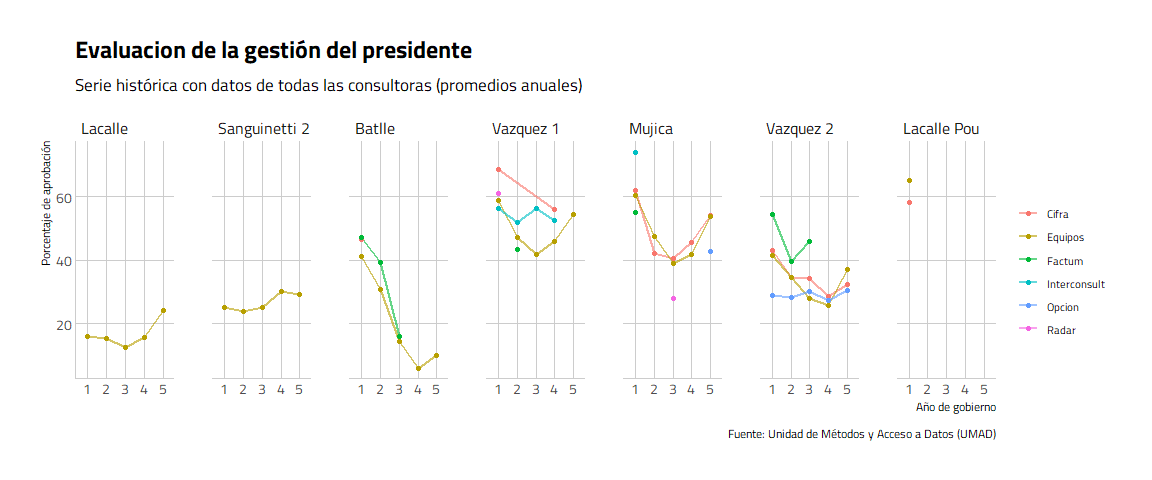 Evaluacion de la gestión del presidente
Serie histórica con datos de todas las consultoras (promedios anuales)
Lacalle
Sanguinetti 2
Batlle
Vazquez 1
Mujica
Vazquez 2
Lacalle Pou
Porcentaje de aprobación
60
40
20
1 2 3 4 5
1 2 3 4 5
1 2 3 4 5
1 2 3 4 5
1 2 3 4 5
1 2 3 4 5
1 2 3 4 5
Año de gobierno
Cifra
Equipos
Factum
Interconsult
Opcion
Radar
Fuente: Unidad de Métodos y Acceso a Datos (UMAD)